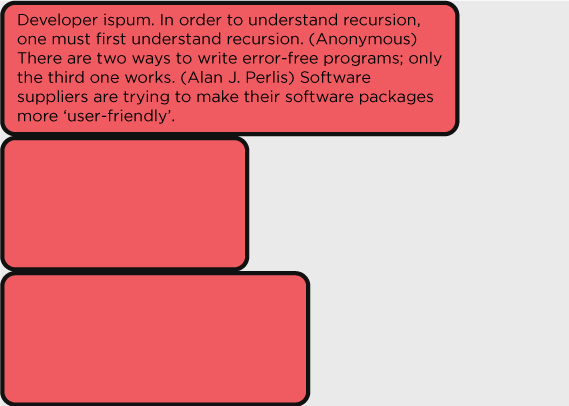 Developer ispum. In order to understand recursion,
one must first understand recursion. (Anonymous)
There are two ways to write error-free programs; only
the third one works. (Alan J. Perlis) Software
suppliers are trying to make their software packages
more ‘user-friendly’.